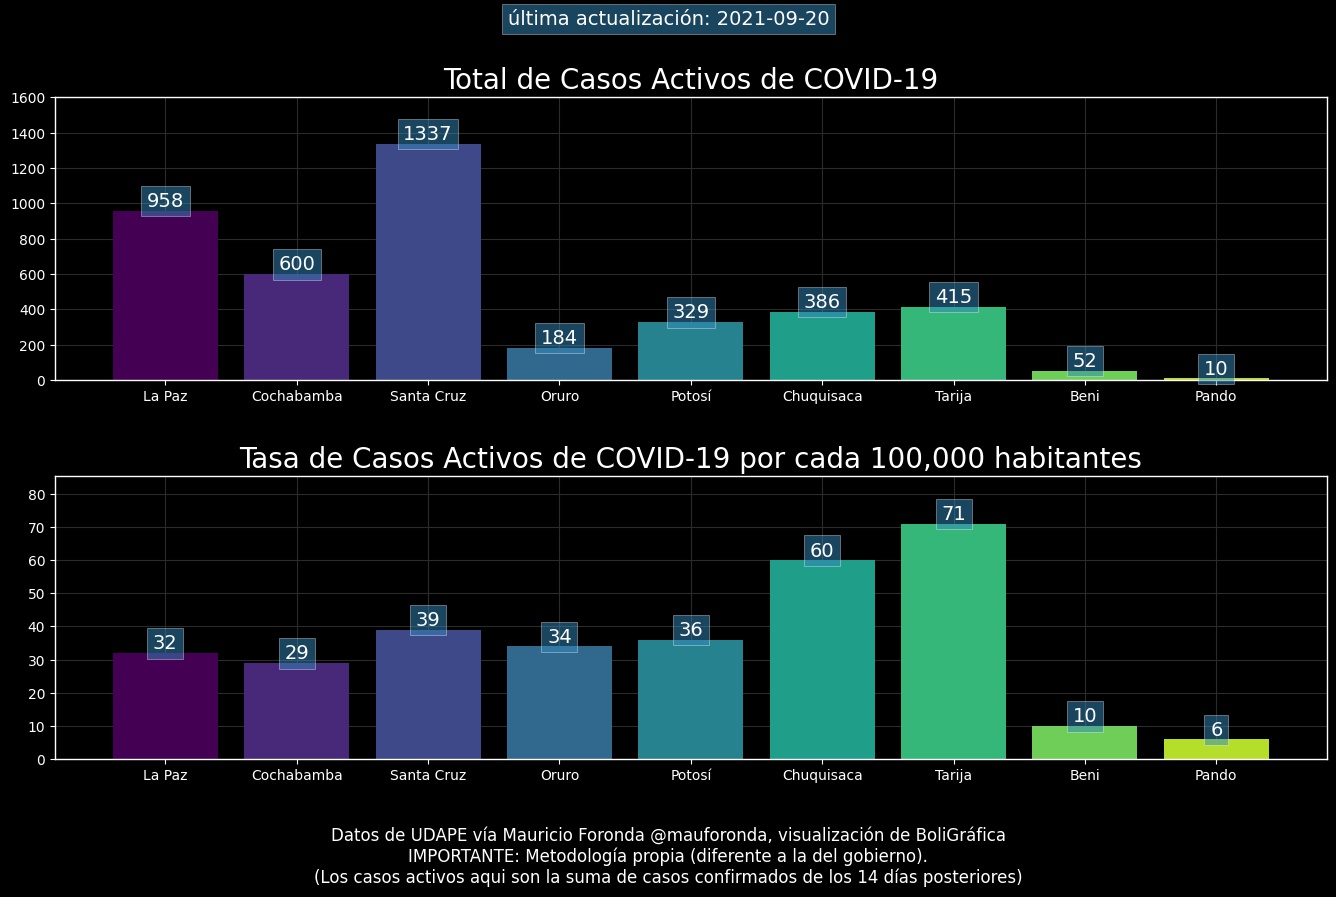 última actualización: 2021-09-20
Total de Casos Activos de COVID-19
1600
1400
1200
1000
800
600
400
200
0
958
600
1337
184
329
386
415
52
10
La Paz
Cochabamba
Santa Cruz
Oruro
Potosí
Chuquisaca
Tarija
Beni
Pando
Tasa de Casos Activos de COVID-19 por cada 100,000 habitantes
80
70
60
50
40
30
20
10
0
32
29
39
34
36
60
71
10
6
La Paz
Cochabamba
Santa Cruz
Oruro
Potosí
Chuquisaca
Tarija
Beni
Pando
Datos de UDAPE vía Mauricio Foronda @mauforonda, visualización de BoliGráfica
IMPORTANTE: Metodología propia (diferente a la del gobierno).
(Los casos activos aqui son la suma de casos confirmados de los 14 días posteriores)